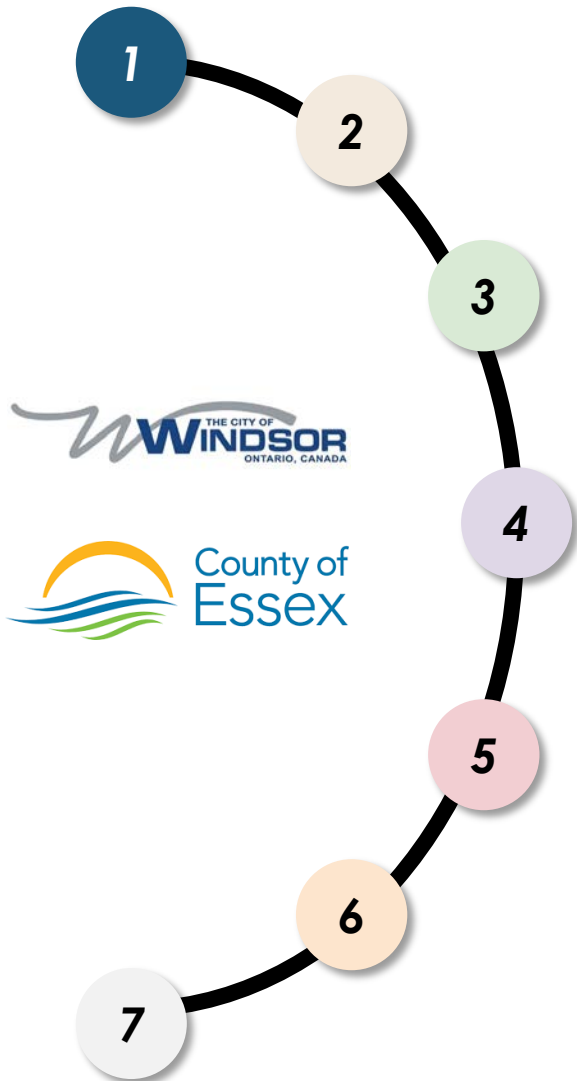 1
2
3
THE CITY OF
WINDSOR
ONTARIO, CANADA
4
County of
Essex
5
6
7